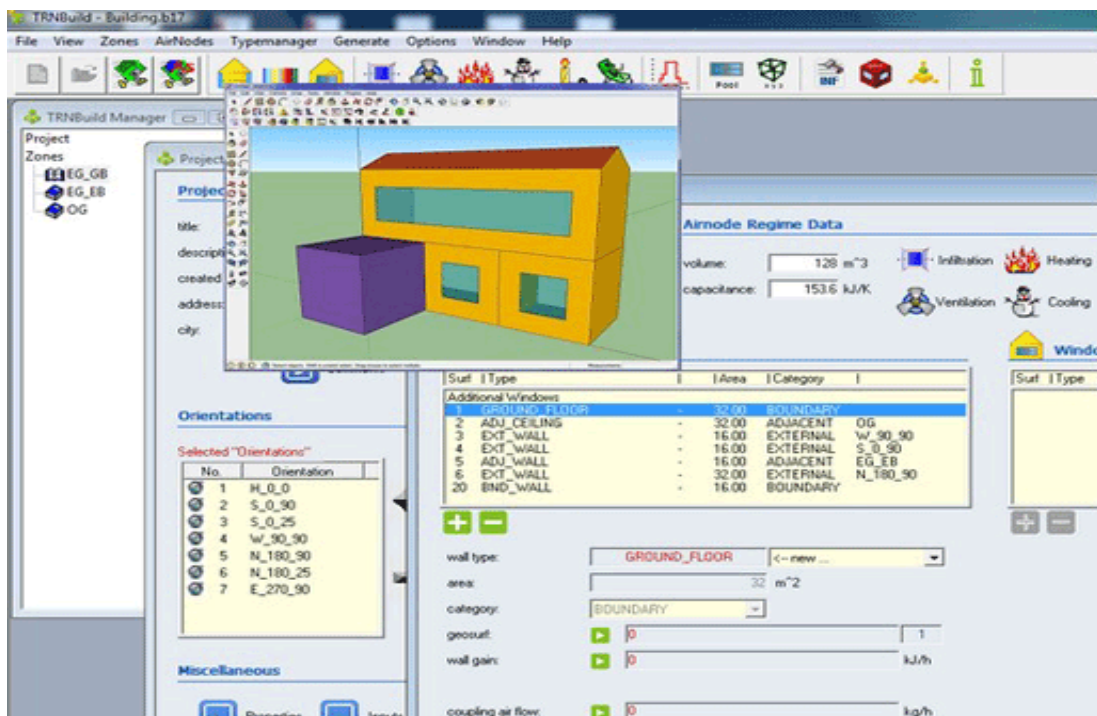 TRNBuild - Building.b17
File View Zones AirNodes Typemanager Generate Options Window Help
Pool
INF
TRNBuild Manager
Project
Zones
EG_GB
EG_EB
OG
Project
title:
descripti
created
address:
city:
Orientations
Selected "Orientations"
No. Orientation
1 H_0_0
2 S_0_90
3 S_0_25
4 W_90_90
5 N_180_90
6 N_180_25
7 E_270_90
Miscellaneous
Properties Inputs
Airnode Regime Data
volume: 128 m^3
capacitance: 153.6 kJ/K
Infiltration Heating
Ventilation Cooling
Surf Type Area Category
Additional Windows
1 GROUND_FLOOR - 32.00 BOUNDARY
2 ADJ_CEILING - 32.00 ADJACENT OG
3 EXT_WALL - 16.00 EXTERNAL W_90_90
4 EXT_WALL - 16.00 EXTERNAL S_0_90
5 ADJ_WALL - 16.00 ADJACENT EG_EB
6 EXT_WALL - 32.00 EXTERNAL N_180_90
20 BND_WALL - 16.00 BOUNDARY
Windo
Surf Type
wall type: GROUND_FLOOR <-- new ...
area: 32 m^2
category: BOUNDARY
geosurf: 0 1
wall gain: 0 kJ/h
coupling air flow: 0 kg/h